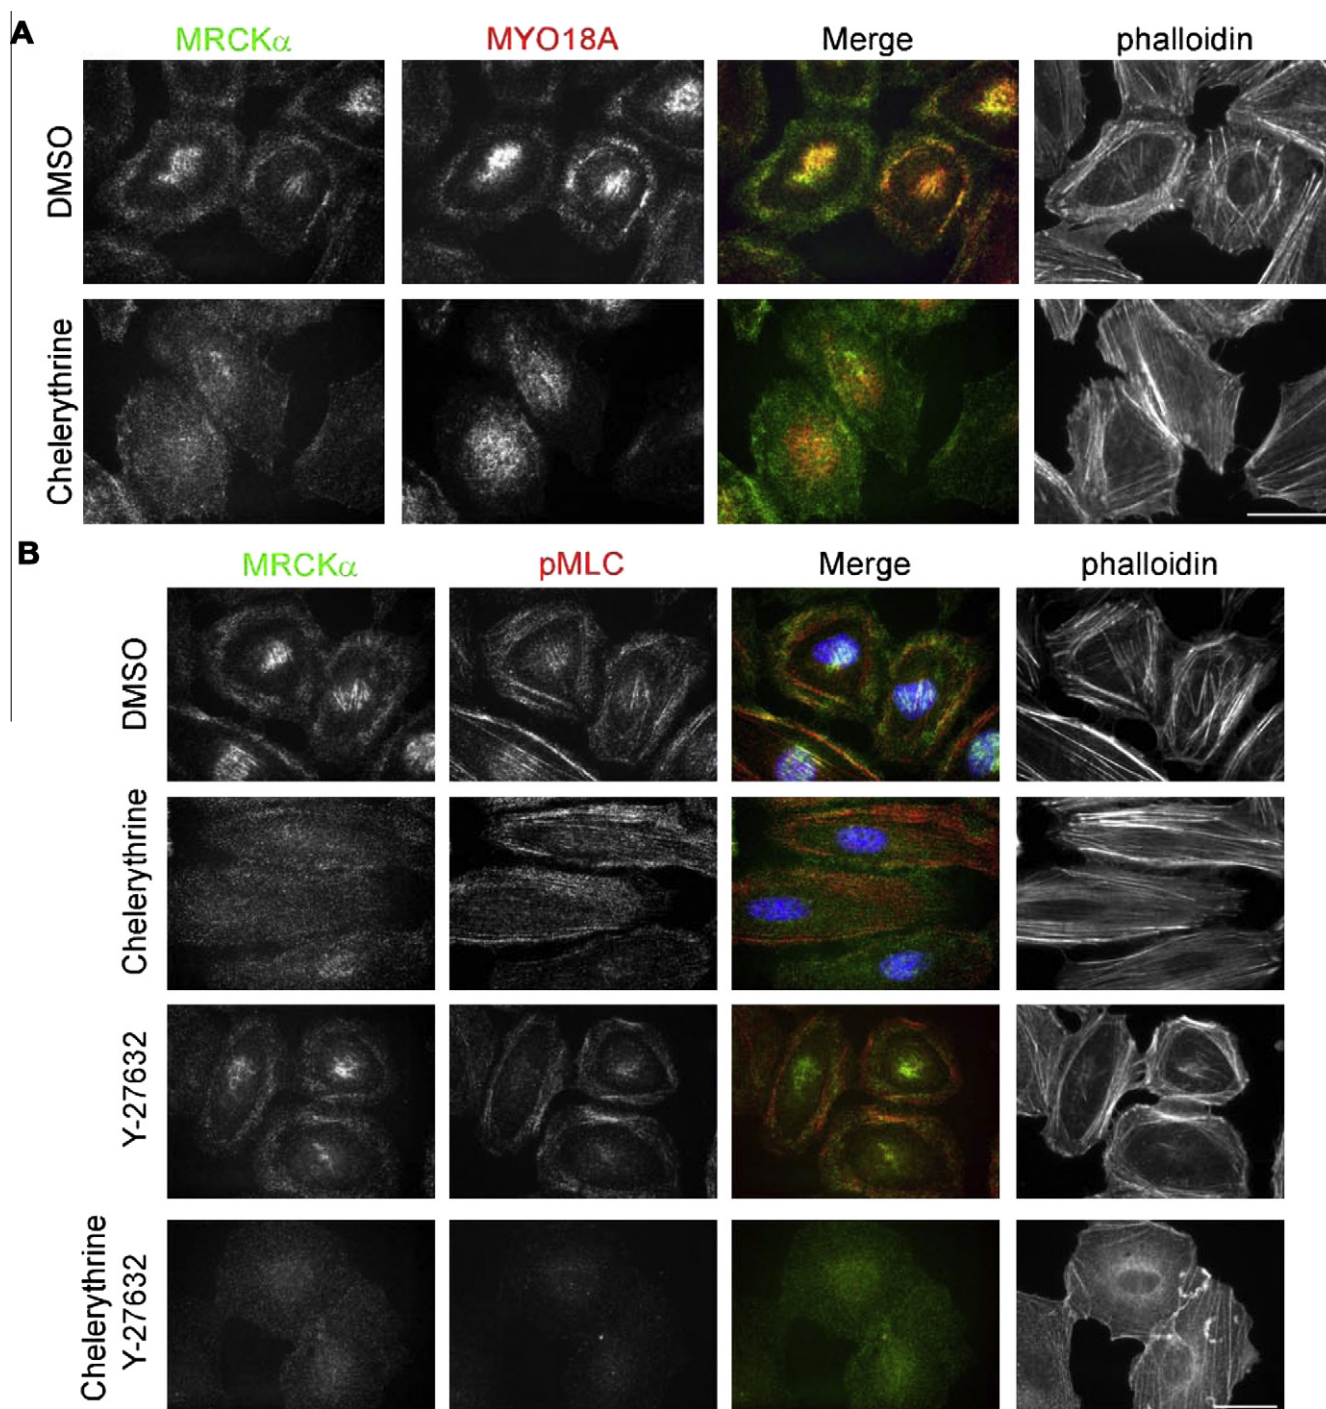 A
MRCKα MYO18A Merge phalloidin
DMSO
Chelerythrine
B
MRCKα pMLC Merge phalloidin
DMSO
Chelerythrine
Y-27632
Chelerythrine
Y-27632